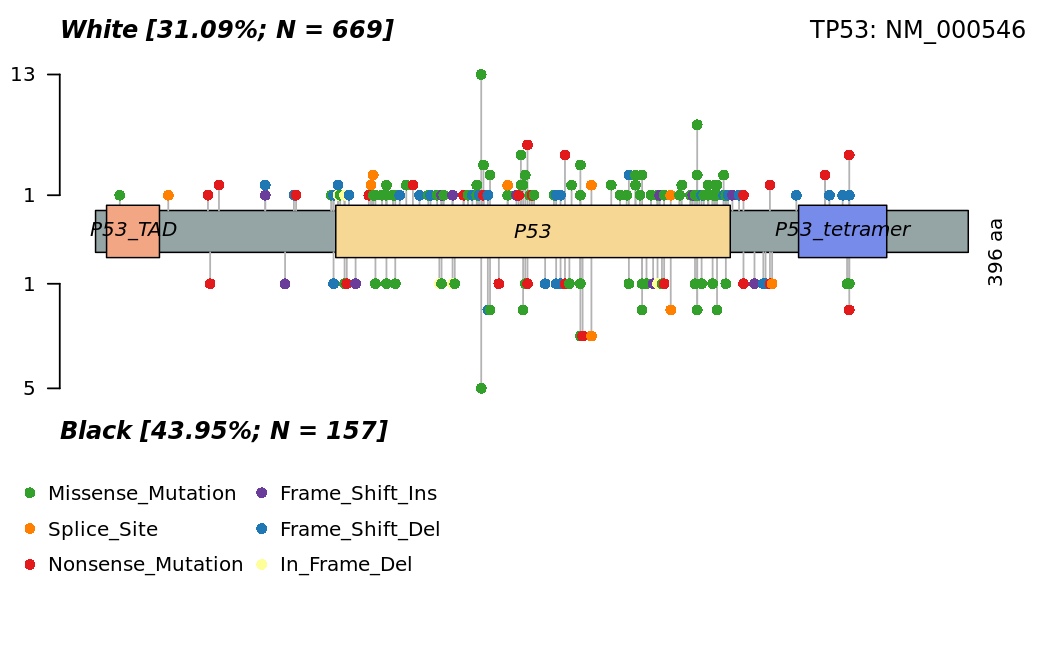 White [31.09%; N = 669]
TP53: NM_000546
13
1
P53_TAD
P53
P53_tetramer
396 aa
1
5
Black [43.95%; N = 157]
Missense_Mutation
Frame_Shift_Ins
Splice_Site
Frame_Shift_Del
Nonsense_Mutation
In_Frame_Del